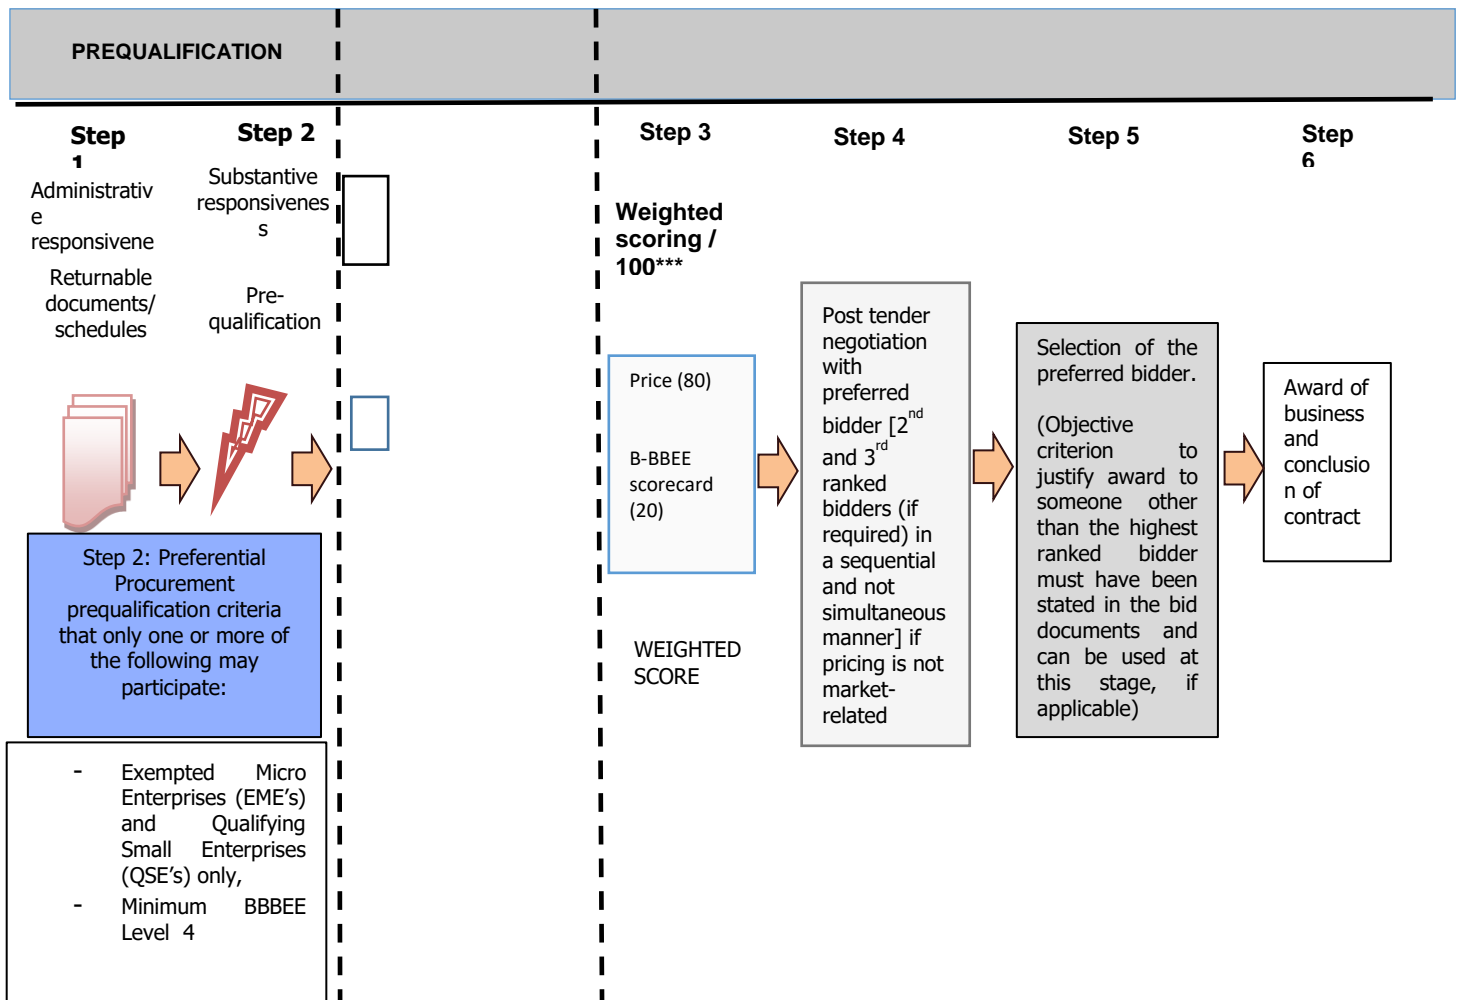 PREQUALIFICATION
Step
1
Administrativ
e
responsivene
Returnable
documents/
schedules
Step 2
Substantive
responsivenes
s
Pre-
qualification
Step 2: Preferential
Procurement
prequalification criteria
that only one or more of
the following may
participate:
- Exempted Micro
Enterprises (EME’s)
and Qualifying
Small Enterprises
(QSE’s) only,
- Minimum BBBEE
Level 4
Step 3
Weighted
scoring /
100***
Price (80)
B-BBEE
scorecard
(20)
WEIGHTED
SCORE
Step 4
Post tender
negotiation
with
preferred
bidder [2nd
and 3rd
ranked
bidders (if
required) in
a sequential
and not
simultaneous
manner] if
pricing is not
market-
related
Step 5
Selection of the
preferred bidder.
(Objective
criterion to
justify award to
someone other
than the highest
ranked bidder
must have been
stated in the bid
documents and
can be used at
this stage, if
applicable)
Step
6
Award of
business
and
conclusio
n of
contract